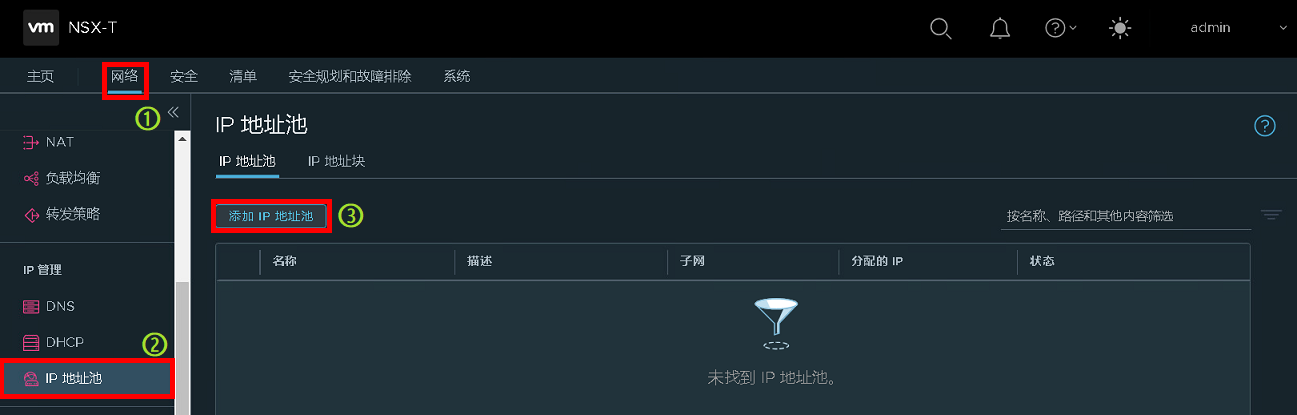 vm NSX-T admin
主页 网络 安全 清单 安全规划和故障排除 系统
①
NAT
负载均衡
转发策略
IP 管理
DNS
DHCP ②
IP 地址池
IP 地址池
IP 地址池 IP 地址块
添加 IP 地址池 ③ 按名称、路径和其他内容筛选
名称 描述 子网 分配的 IP 状态
未找到 IP 地址池。